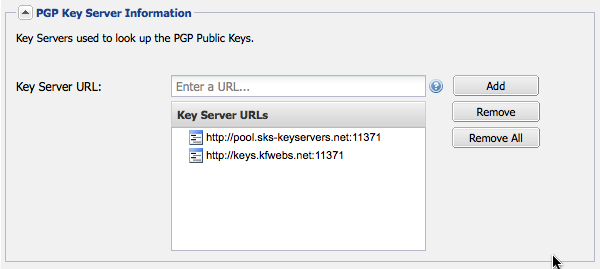 PGP Key Server Information
Key Servers used to look up the PGP Public Keys.
Key Server URL:
Enter a URL...
?
Add
Key Server URLs
Remove
http://pool.sks-keyservers.net:11371
Remove All
http://keys.kfwebs.net:11371